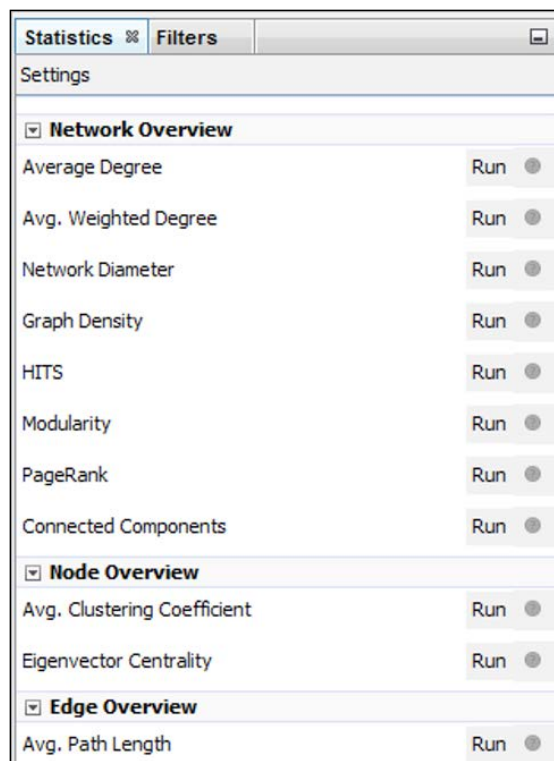 Statistics Filters
Settings
Network Overview
Average Degree Run
Avg. Weighted Degree Run
Network Diameter Run
Graph Density Run
HITS Run
Modularity Run
PageRank Run
Connected Components Run
Node Overview
Avg. Clustering Coefficient Run
Eigenvector Centrality Run
Edge Overview
Avg. Path Length Run